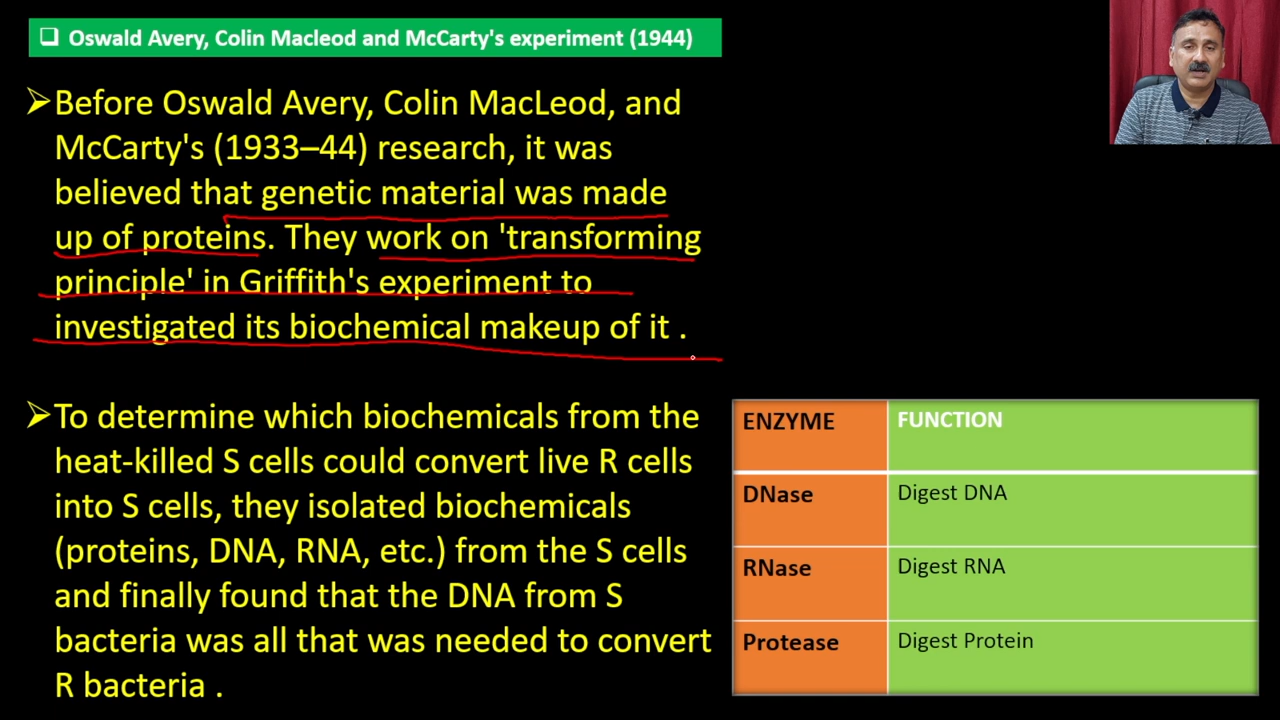 ❑ Oswald Avery, Colin Macleod and McCarty's experiment (1944)
➢Before Oswald Avery, Colin MacLeod, and
McCarty's (1933–44) research, it was
believed that genetic material was made
up of proteins. They work on 'transforming
principle' in Griffith's experiment to
investigated its biochemical makeup of it .
➢To determine which biochemicals from the
heat-killed S cells could convert live R cells
into S cells, they isolated biochemicals
(proteins, DNA, RNA, etc.) from the S cells
and finally found that the DNA from S
bacteria was all that was needed to convert
R bacteria .
ENZYME FUNCTION
DNase Digest DNA
RNase Digest RNA
Protease Digest Protein